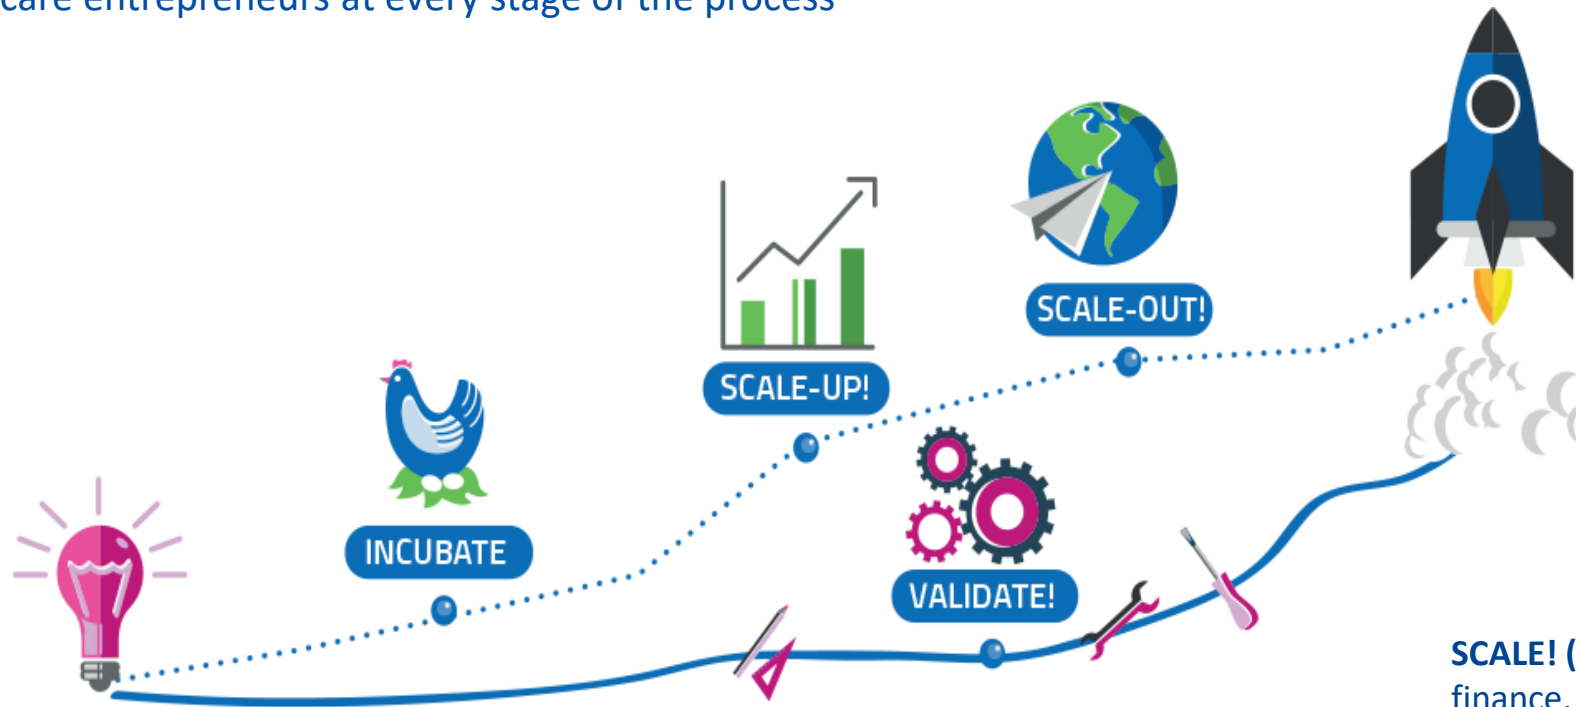 care entrepreneurs at every stage of the process
SCALE-OUT!
SCALE-UP!
INCUBATE
VALIDATE!
SCALE! (
finance.